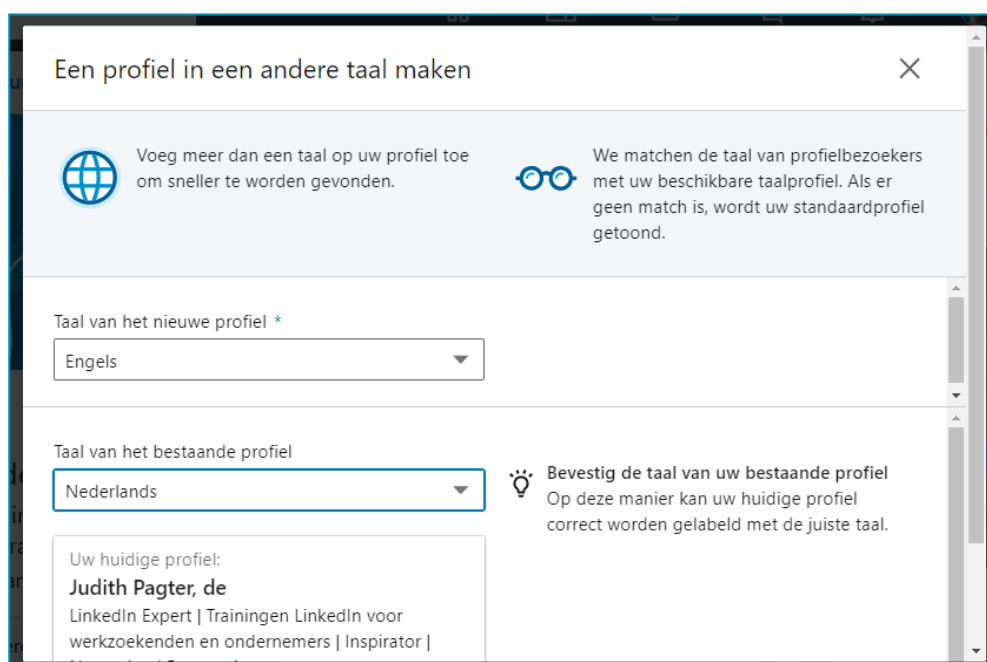 Een profiel in een andere taal maken
Voeg meer dan een taal op uw profiel toe
om sneller te worden gevonden.
We matchen de taal van profielbezoekers
met uw beschikbare taalprofiel. Als er
geen match is, wordt uw standaardprofiel
getoond.
Taal van het nieuwe profiel *
Engels
Taal van het bestaande profiel
Nederlands
Bevestig de taal van uw bestaande profiel
Op deze manier kan uw huidige profiel
correct worden gelabeld met de juiste taal.
Uw huidige profiel:
Judith Pagter, de
LinkedIn Expert | Trainingen LinkedIn voor
werkzoekenden en ondernemers | Inspirator |